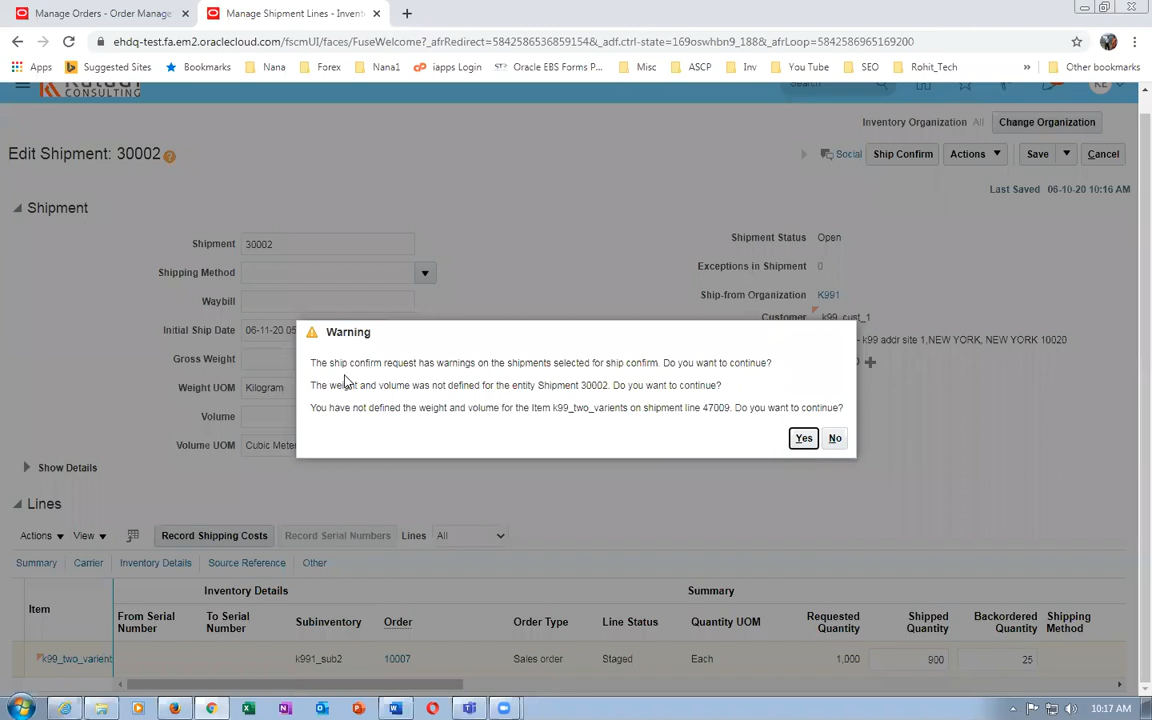 Manage Orders - Order Manage
Manage Shipment Lines - Invent
ehdq-test.fa.em2.oraclecloud.com/fscmUI/faces/FuseWelcome?_afrRedirect=5842586536859154&_adf.ctrl-state=169oswhbn9_188&_afrLoop=5842586965169200
Apps Suggested Sites Bookmarks Nana Forex Nana1 iapps Login Oracle EBS Forms P... Misc ASCP Inv You Tube SEO Rohit_Tech » Other bookmarks
CONSULTING
Search
Inventory Organization All Change Organization
Edit Shipment: 30002
Social Ship Confirm Actions Save Cancel
Last Saved 06-10-20 10:16 AM
Shipment
Shipment 30002
Shipment Status Open
Shipping Method
Exceptions in Shipment 0
Waybill
Ship-from Organization K991
Initial Ship Date 06-11-20 05
Customer k99_cust_1
- k99 addr site 1,NEW YORK, NEW YORK 10020
Gross Weight
Weight UOM Kilogram
Volume
Volume UOM Cubic Mete
Warning
The ship confirm request has warnings on the shipments selected for ship confirm. Do you want to continue?
The weight and volume was not defined for the entity Shipment 30002. Do you want to continue?
You have not defined the weight and volume for the Item k99_two_varients on shipment line 47009. Do you want to continue?
Yes No
Show Details
Lines
Actions View Record Shipping Costs Record Serial Numbers Lines All
Summary Carrier Inventory Details Source Reference Other
Inventory Details Summary
Item From Serial Number To Serial Number Subinventory Order Order Type Line Status Quantity UOM Requested Quantity Shipped Quantity Backordered Quantity Shipping Method
k99_two_varient k991_sub2 10007 Sales order Staged Each 1,000 900 25
10:17 AM